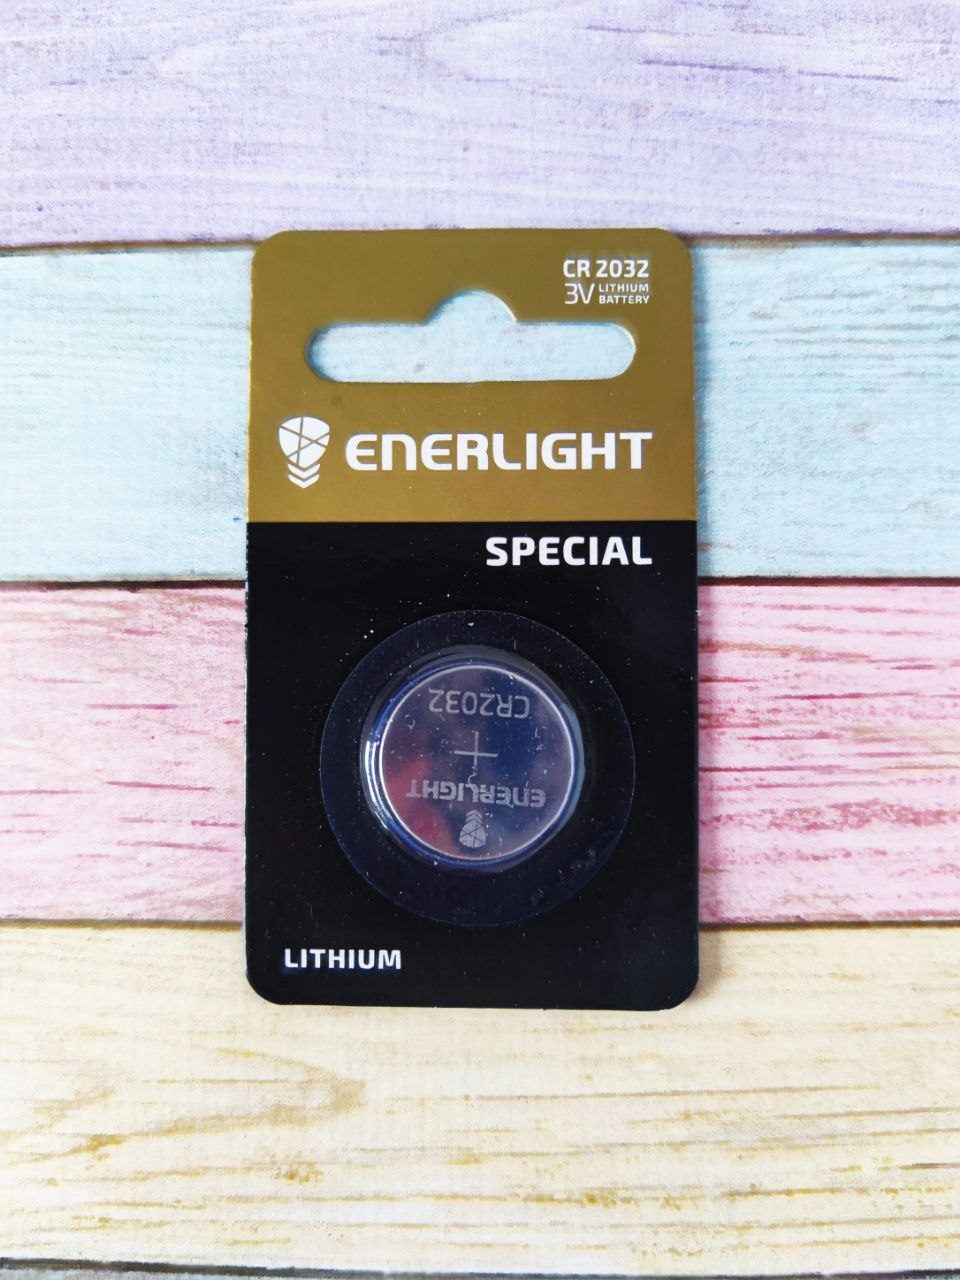 CR 2032
3V LITHIUM
BATTERY
ENERLIGHT
SPECIAL
CR2032
+
ENERLIGHT
LITHIUM